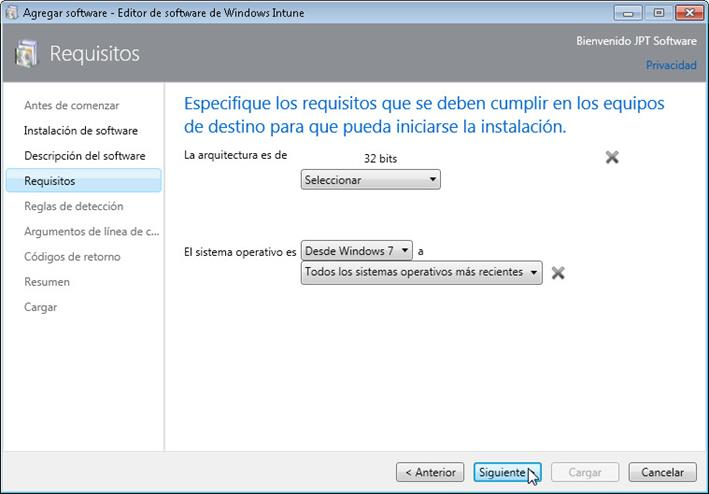 Agregar software - Editor de software de Windows Intune
Requisitos
Bienvenido JPT Software
Privacidad
Antes de comenzar
Instalación de software
Descripción del software
Requisitos
Reglas de detección
Argumentos de línea de c...
Códigos de retorno
Resumen
Cargar
Especifique los requisitos que se deben cumplir en los equipos
de destino para que pueda iniciarse la instalación.
La arquitectura es de 32 bits
Seleccionar
El sistema operativo es Desde Windows 7 a
Todos los sistemas operativos más recientes
< Anterior Siguiente Cargar Cancelar